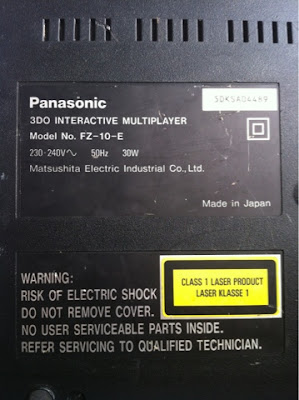 Panasonic
3DO INTERACTIVE MULTIPLAYER
Model No. FZ-10-E
230-240V∿ 50Hz 30W
Matsushita Electric Industrial Co., Ltd.
Made in Japan
WARNING:
RISK OF ELECTRIC SHOCK
DO NOT REMOVE COVER.
NO USER SERVICEABLE PARTS INSIDE.
REFER SERVICING TO QUALIFIED TECHNICIAN.
CLASS 1 LASER PRODUCT
LASER KLASSE 1